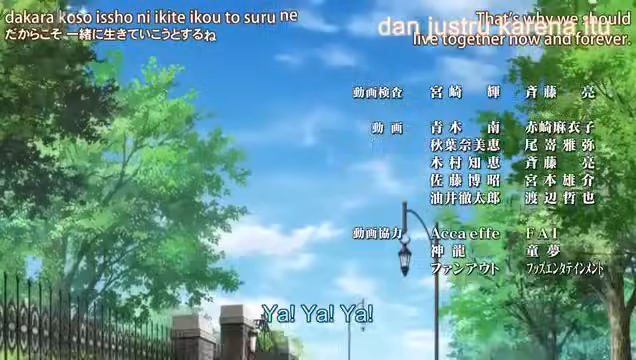 dakara koso issho ni ikite ikou to suru ne
だからこそ 一緒に生きていこうとするね
That's why we should
live together now and forever.
dan justru karena itu
動画検査 宮崎 輝 斉藤 亮
動画 青木 南 赤崎麻衣子
秋葉奈美恵 尾嵜雅弥
木村知恵 斉藤 亮
佐藤博昭 宮本雄介
油井徹太郎 渡辺哲也
動画協力 Acca effe FAI
神龍 童夢
ファンアウト フッズエンタテインメント
Ya! Ya! Ya!